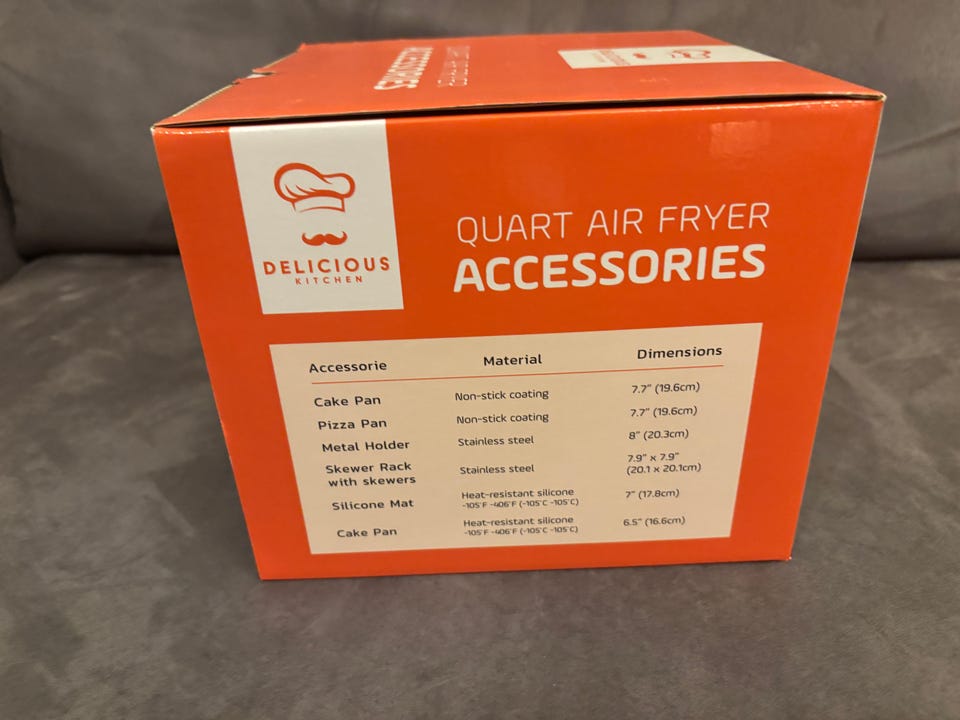 ACCESSORIES
DELICIOUS
KITCHEN
QUART AIR FRYER
ACCESSORIES
Accessorie Material Dimensions
Cake Pan Non-stick coating 7.7" (19.6cm)
Pizza Pan Non-stick coating 7.7" (19.6cm)
Metal Holder Stainless steel 8" (20.3cm)
Skewer Rack
with skewers Stainless steel 7.9" x 7.9"
(20.1 x 20.1cm)
Silicone Mat Heat-resistant silicone 7" (17.8cm)
-105°F -406°F (-105°C -105°C)
Cake Pan Heat-resistant silicone 6.5" (16.6cm)
-105°F -406°F (-105°C -105°C)